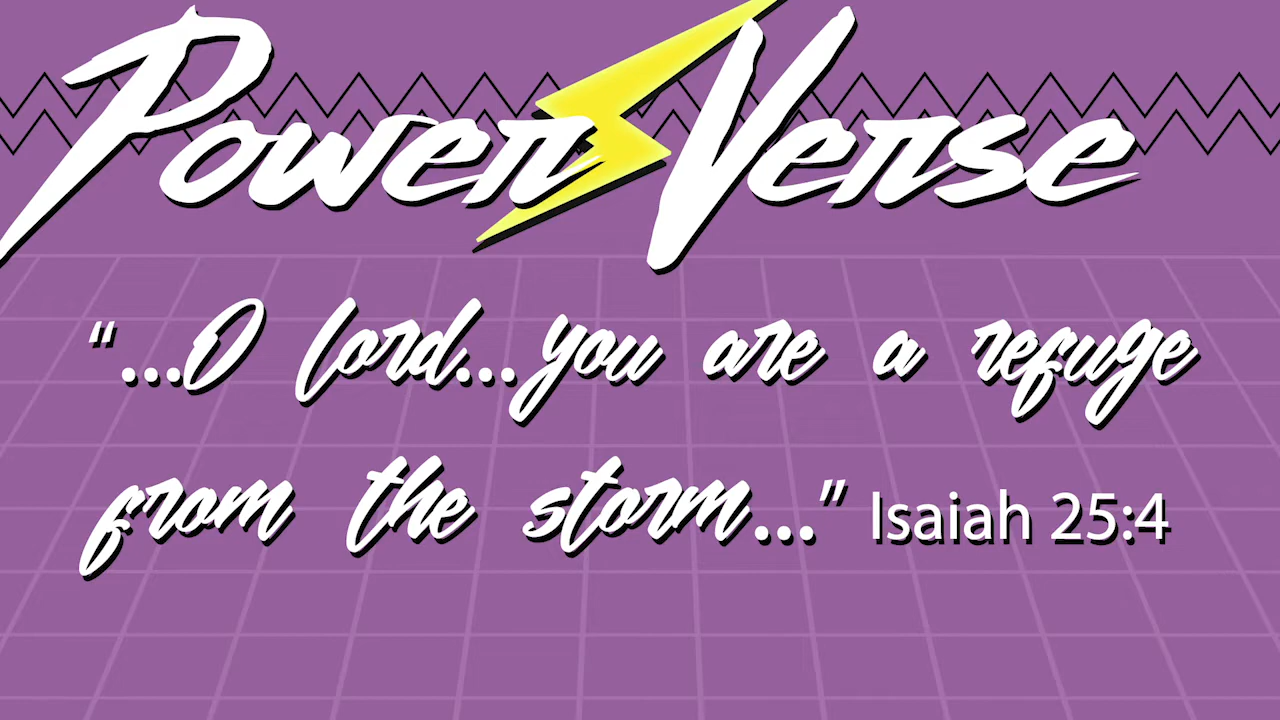 Power Verse
"...O lord...you are a refuge
from the storm..." Isaiah 25:4